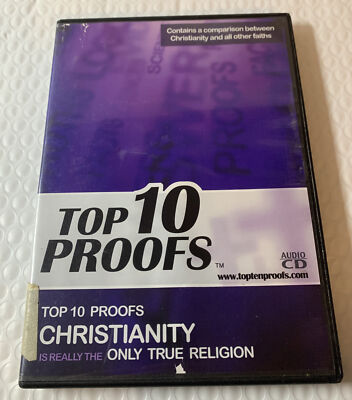 Contains a comparison between
Christianity and all other faiths
PROOFS
TOP 10
PROOFS™
AUDIO
CD
www.toptenproofs.com
TOP 10 PROOFS
CHRISTIANITY
IS REALLY THE ONLY TRUE RELIGION